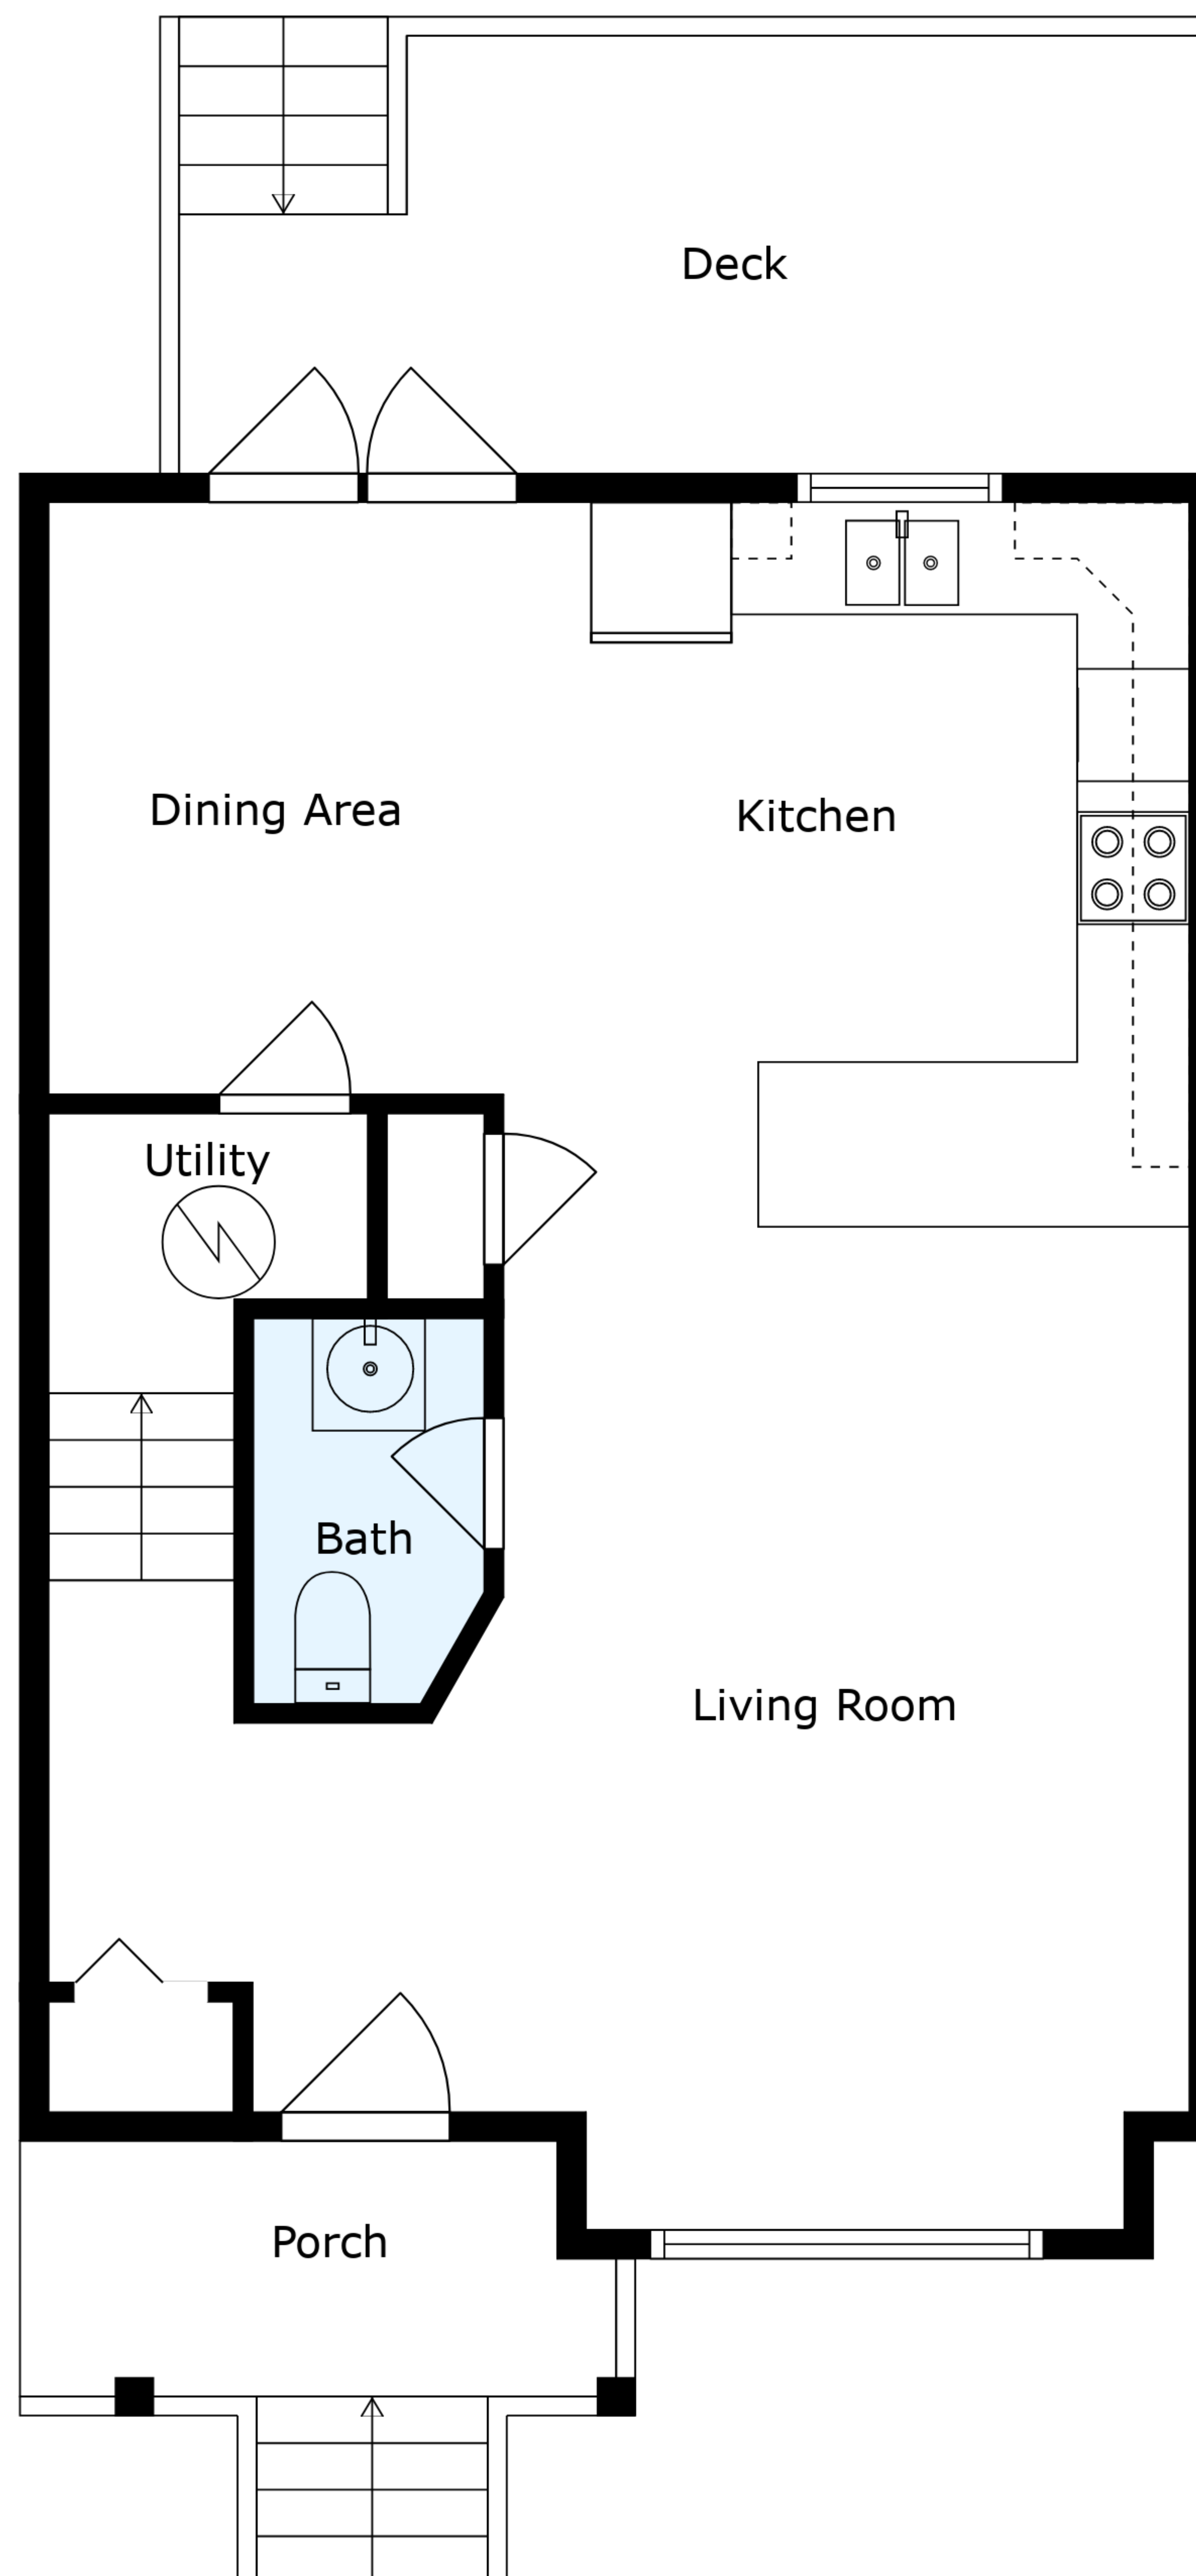 Deck
Dining Area
Kitchen
Utility
Bath
Living Room
Porch